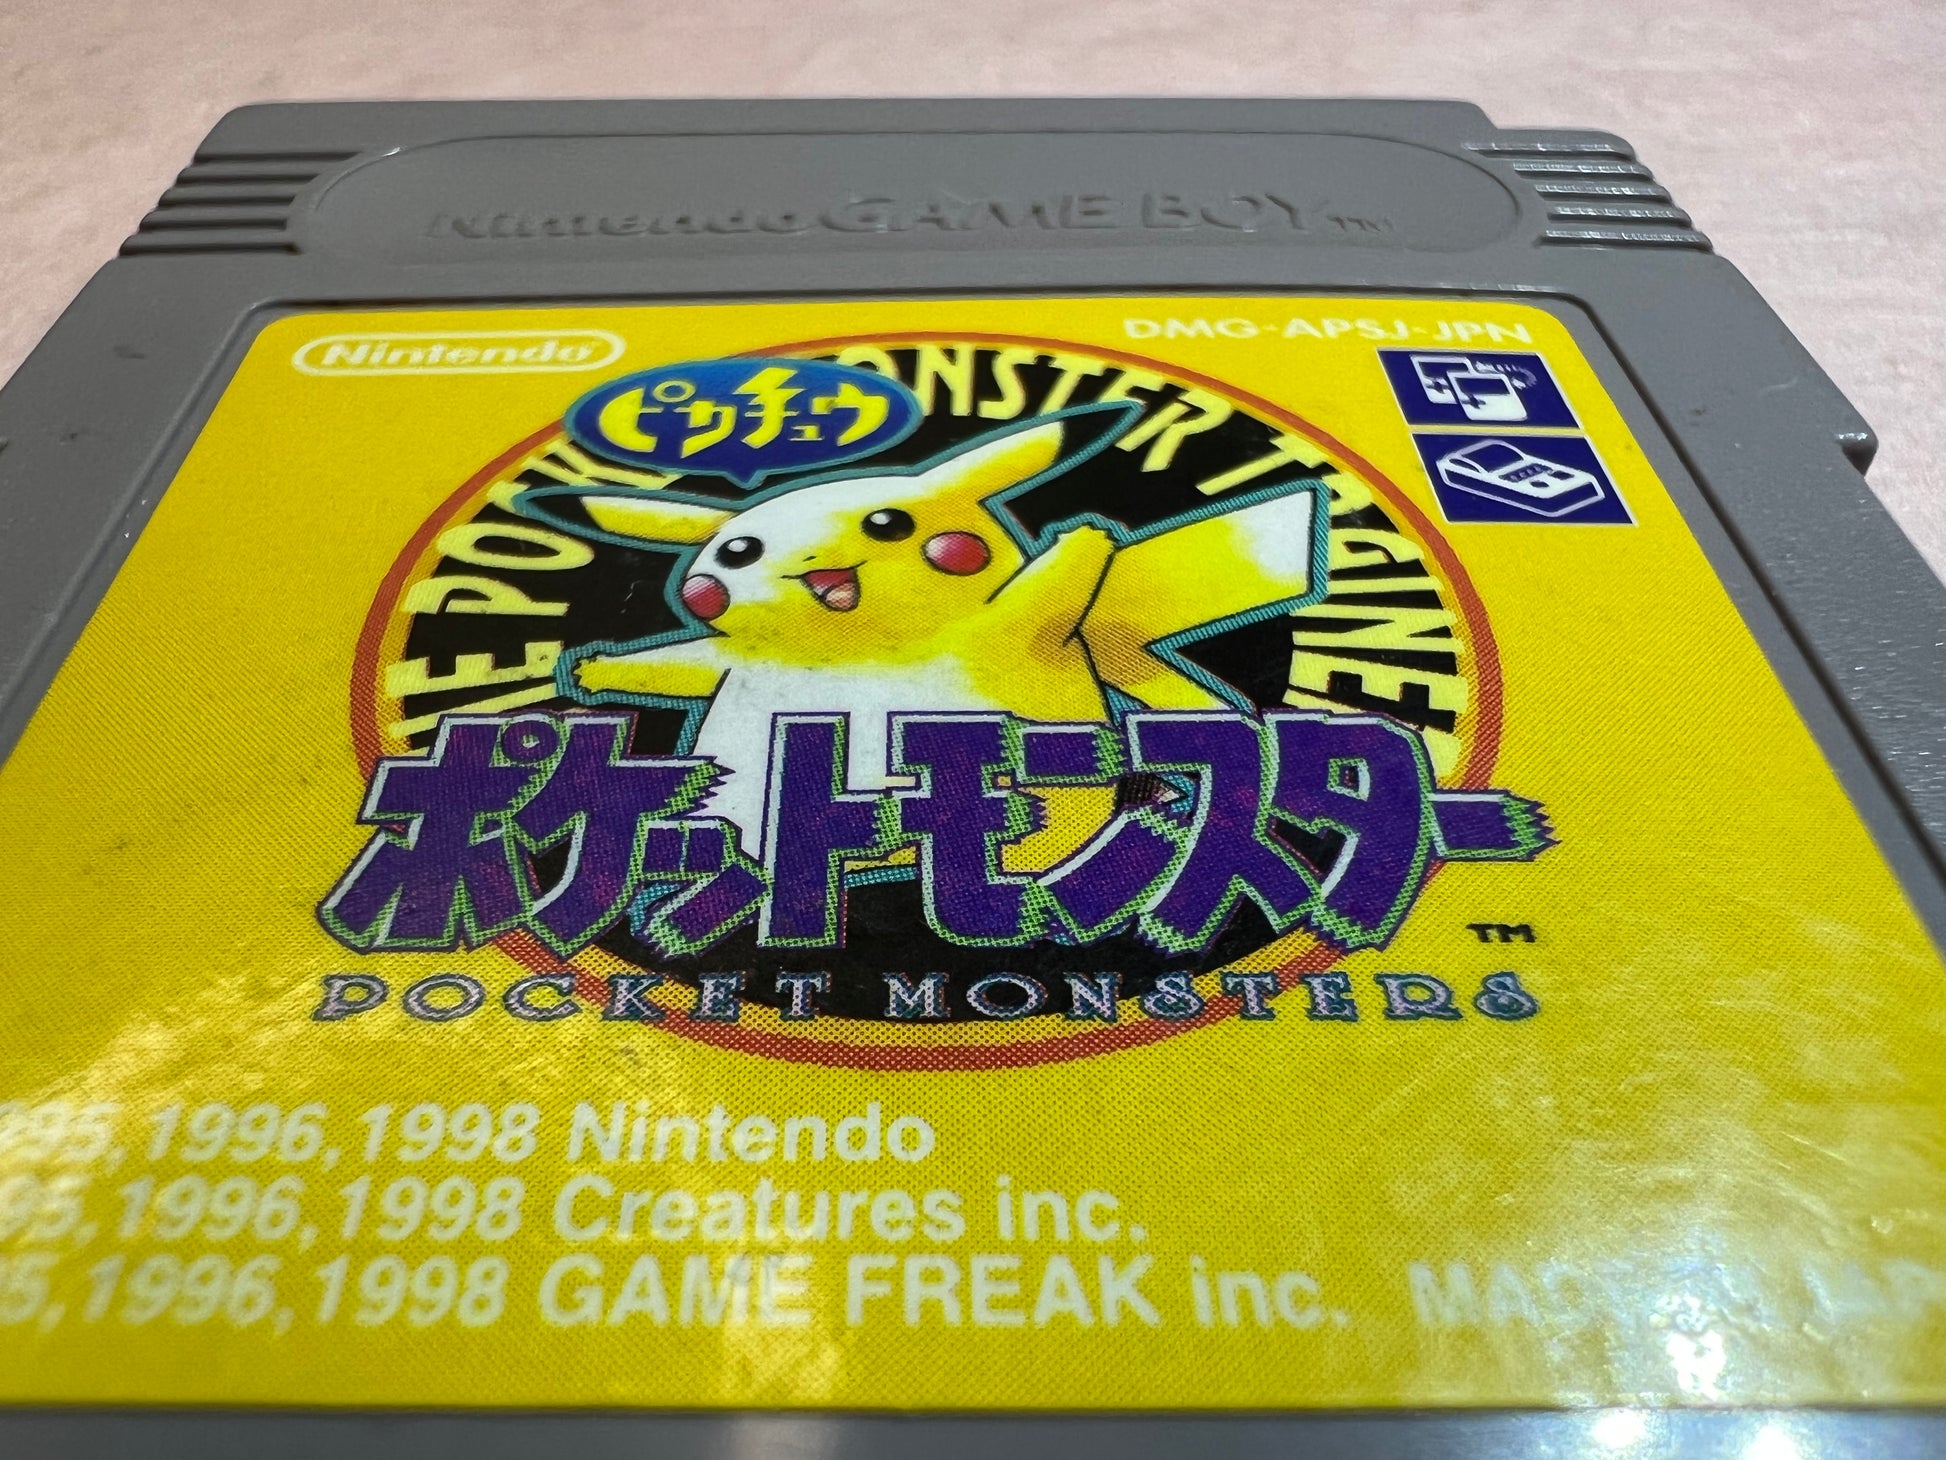 Nintendo GAME BOY™
Nintendo
DMG-APSJ-JPN
ピカチュウ
ポケットモンスター
TM
POCKET MONSTERS
1996,1998 Nintendo
1996,1998 Creatures inc.
1996,1998 GAME FREAK inc.